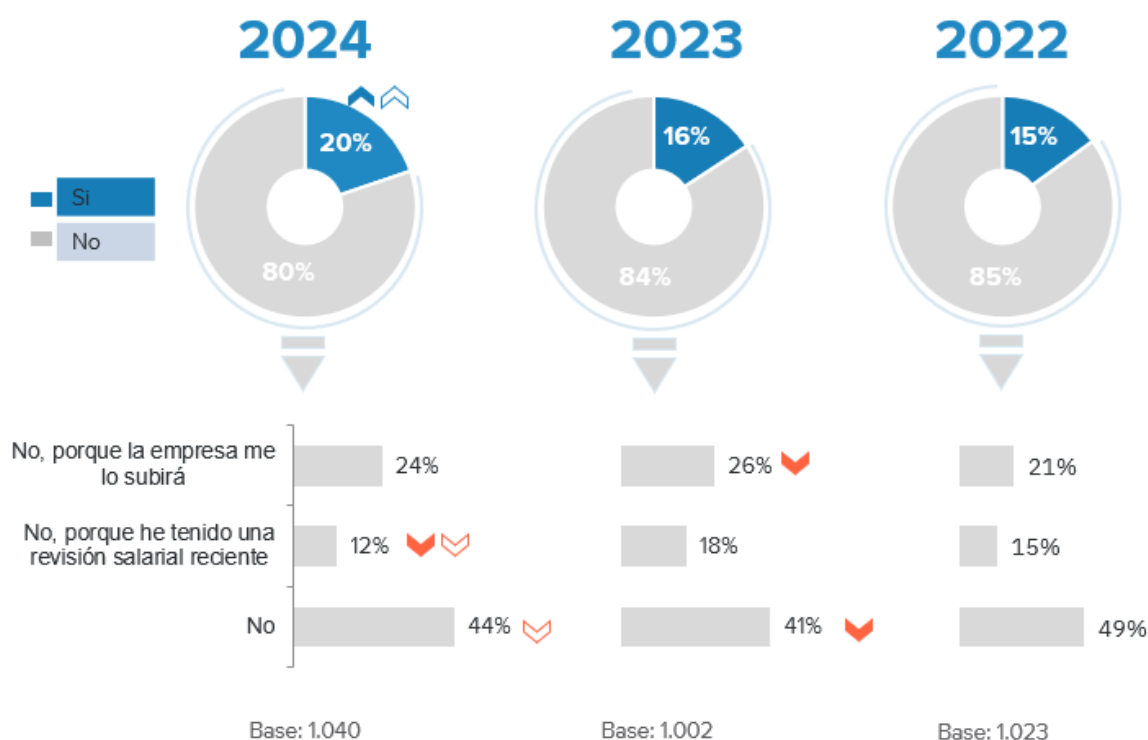 2024
2023
2022
20%
16%
15%
Si
No
80%
84%
85%
No, porque la empresa me
lo subirá
24%
26%
21%
No, porque he tenido una
revisión salarial reciente
12%
18%
15%
No
44%
41%
49%
Base: 1.040
Base: 1.002
Base: 1.023